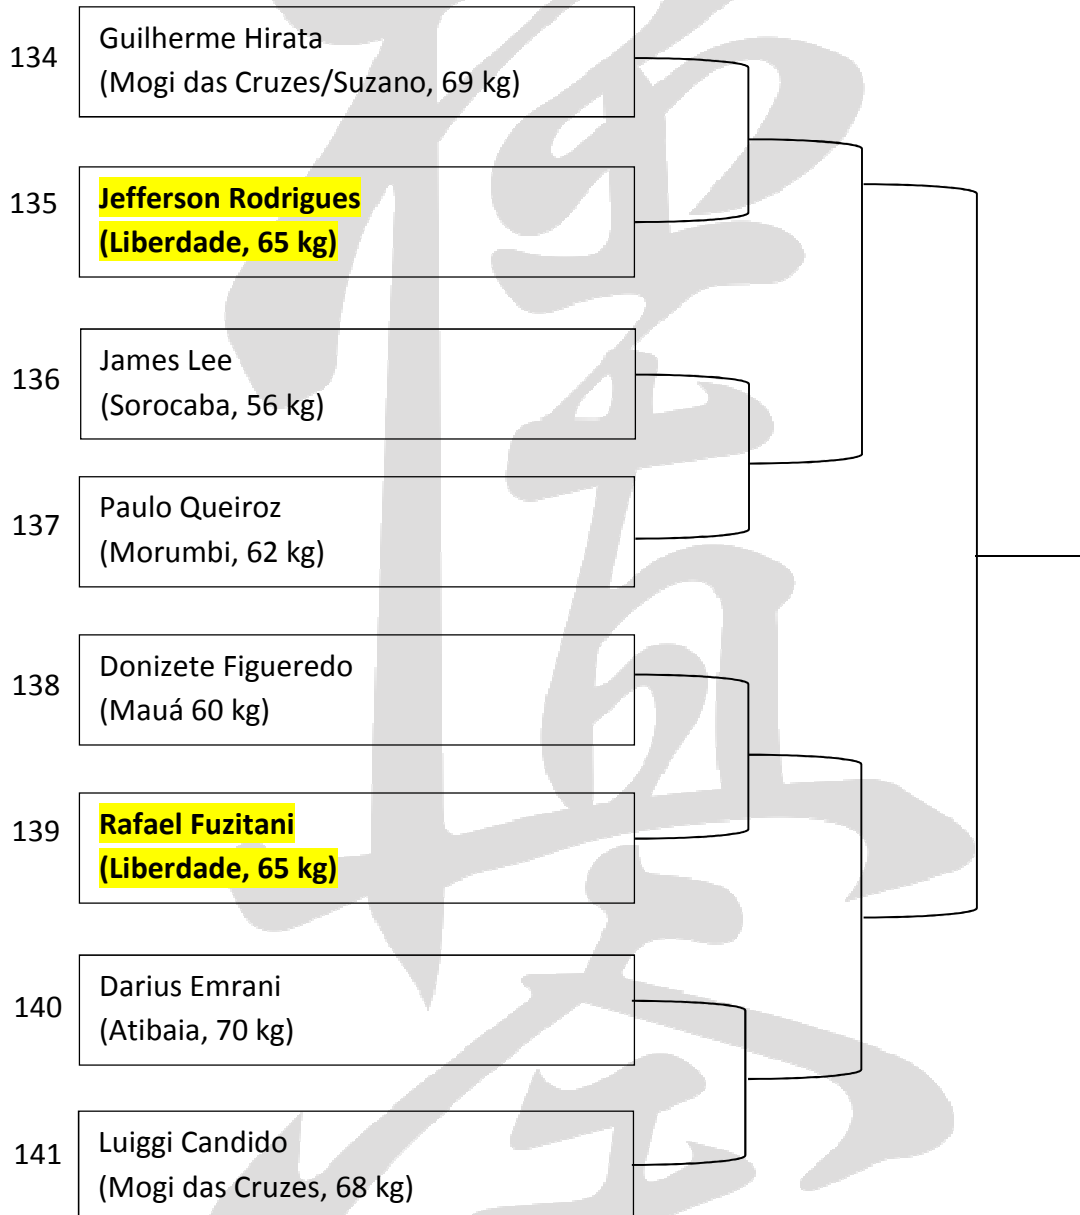 134
Guilherme Hirata
(Mogi das Cruzes/Suzano, 69 kg)
135
Jefferson Rodrigues
(Liberdade, 65 kg)
136
James Lee
(Sorocaba, 56 kg)
137
Paulo Queiroz
(Morumbi, 62 kg)
138
Donizete Figueredo
(Mauá 60 kg)
139
Rafael Fuzitani
(Liberdade, 65 kg)
140
Darius Emrani
(Atibaia, 70 kg)
141
Luiggi Candido
(Mogi das Cruzes, 68 kg)